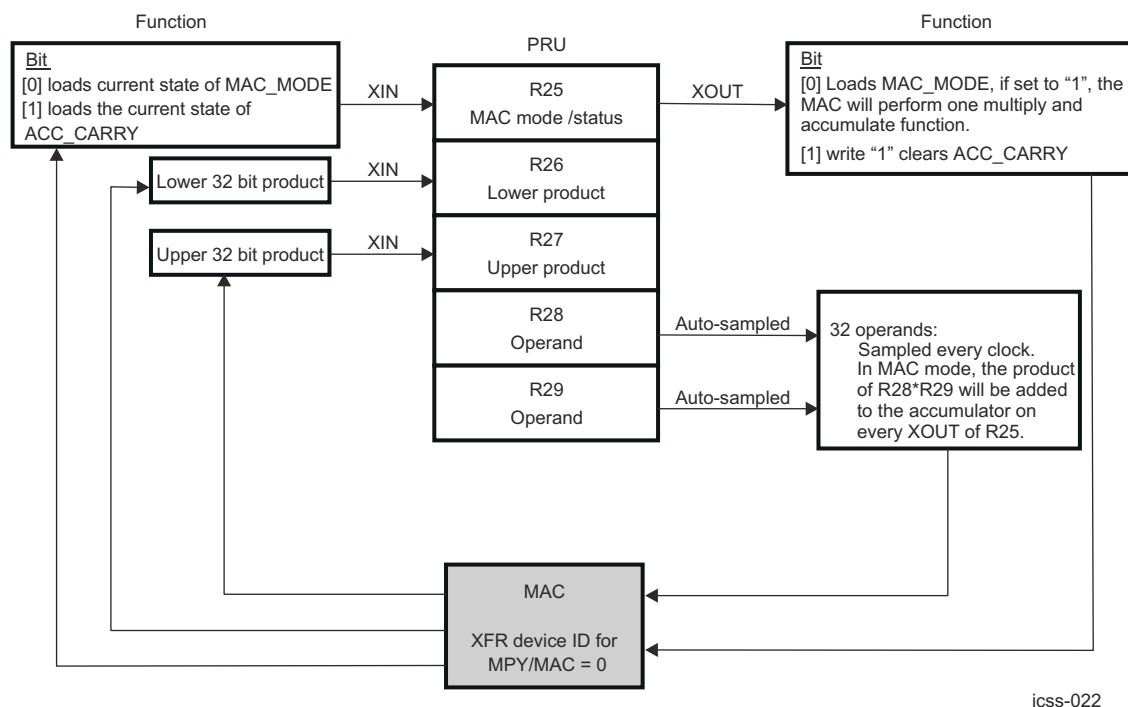 Function
Bit
[0] loads current state of MAC_MODE
[1] loads the current state of
ACC_CARRY
Lower 32 bit product
Upper 32 bit product
XIN
XIN
XIN
PRU
R25
MAC mode /status
R26
Lower product
R27
Upper product
R28
Operand
R29
Operand
XOUT
Auto-sampled
Auto-sampled
Function
Bit
[0] Loads MAC_MODE, if set to “1”, the
MAC will perform one multiply and
accumulate function.
[1] write “1” clears ACC_CARRY
32 operands:
Sampled every clock.
In MAC mode, the product
of R28*R29 will be added
to the accumulator on
every XOUT of R25.
MAC
XFR device ID for
MPY/MAC = 0
icss-022